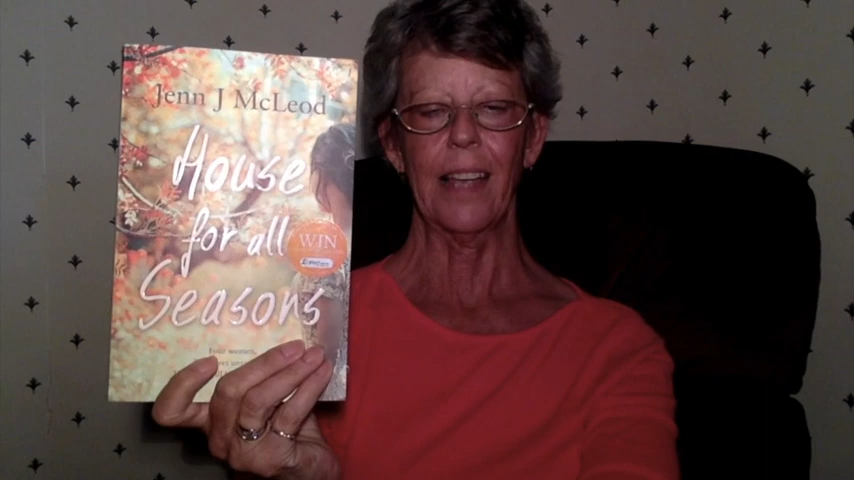 Jenn J McLeod
House
for all
WIN
Seasons
Four women,